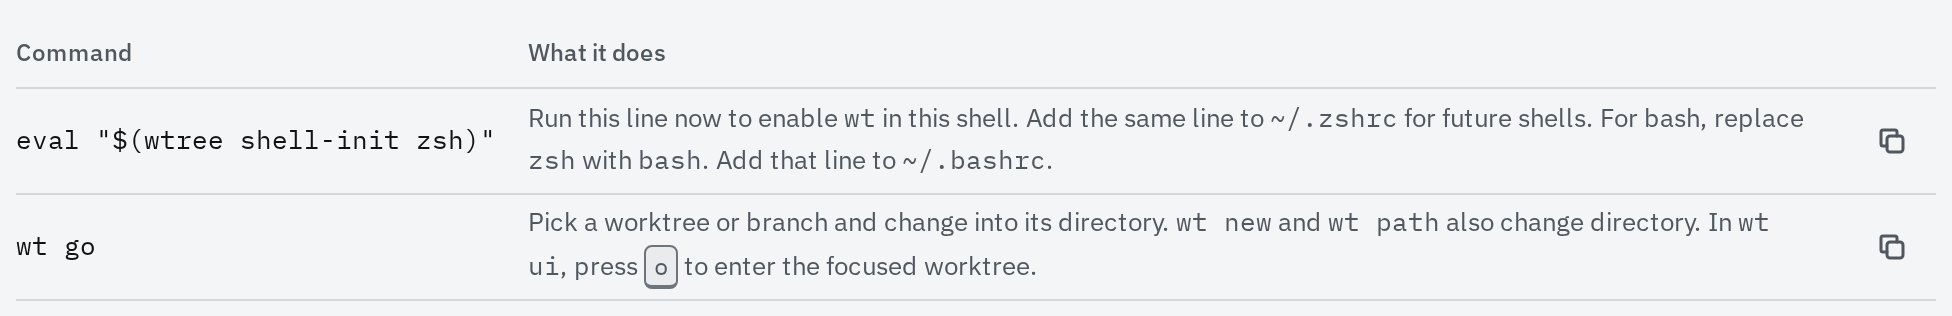 Command What it does
eval "$(wtree shell-init zsh)" Run this line now to enable wt in this shell. Add the same line to ~/.zshrc for future shells. For bash, replace
zsh with bash. Add that line to ~/.bashrc.
wt go Pick a worktree or branch and change into its directory. wt new and wt path also change directory. In wt
ui, press o to enter the focused worktree.